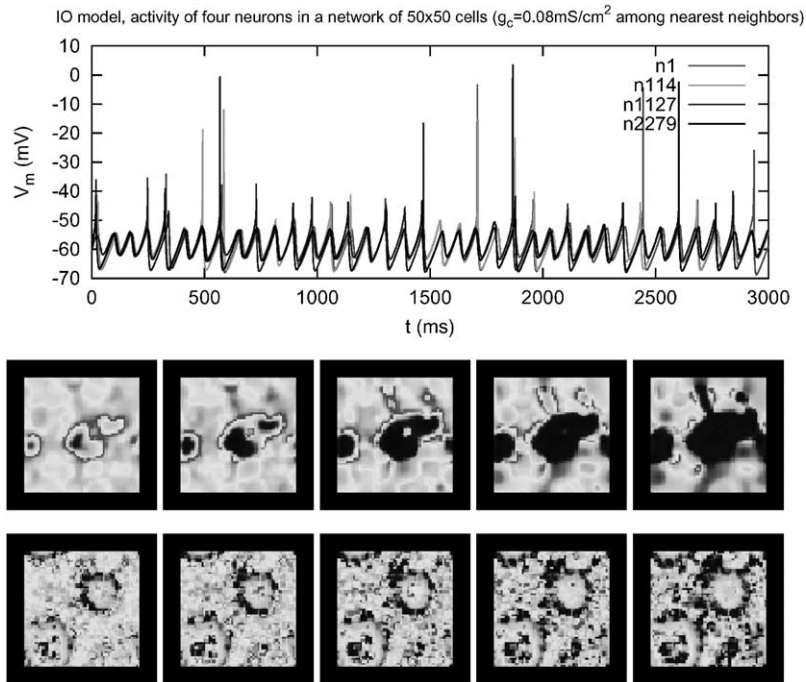 IO model, activity of four neurons in a network of 50x50 cells (g_c=0.08mS/cm² among nearest neighbors)
10
0
-10
-20
-30
-40
-50
-60
-70
V_m (mV)
n1
n114
n1127
n2279
0 500 1000 1500 2000 2500 3000
t (ms)